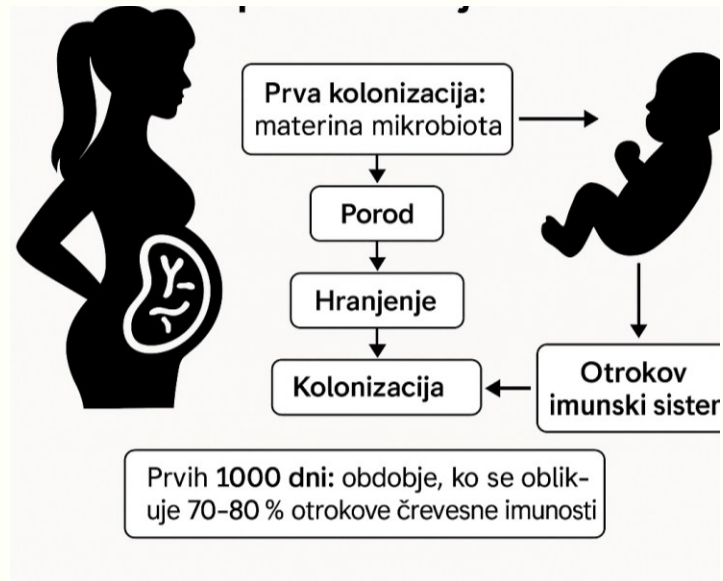 Prva kolonizacija:
materina mikrobiota
Porod
Hranjenje
Kolonizacija
Otrokov
imunski sister
Prvih 1000 dni: obdobje, ko se oblik-
uje 70–80 % otrokove črevesne imunosti